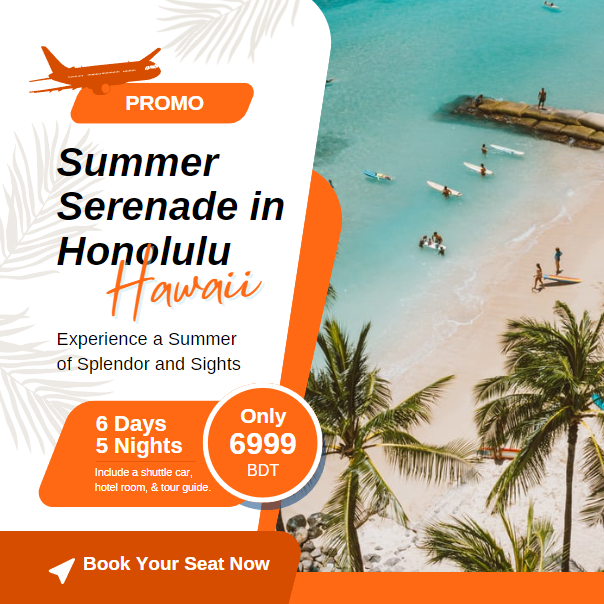 PROMO
Summer
Serenade in
Honolulu
Hawaii
Experience a Summer
of Splendor and Sights
6 Days
5 Nights
Include a shuttle car,
hotel room, & tour guide.
Only
6999
BDT
Book Your Seat Now